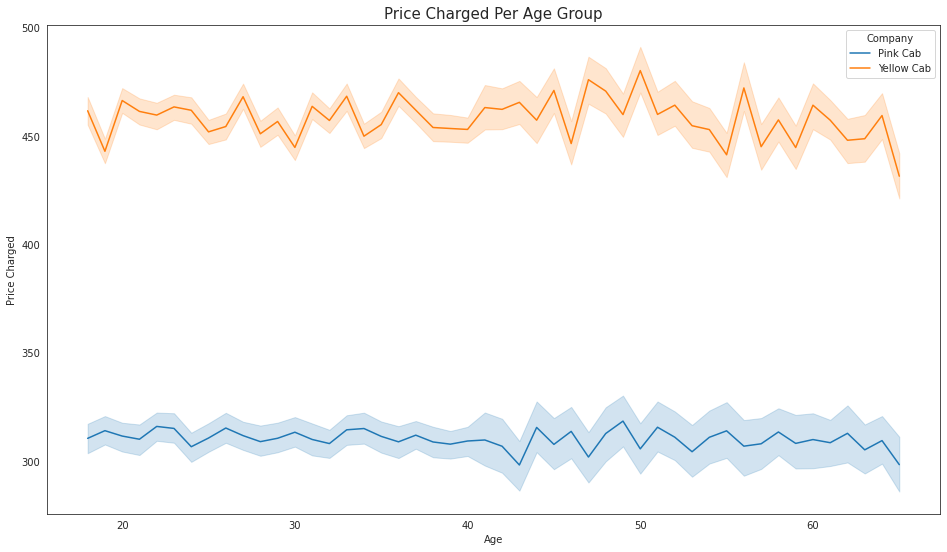 Price Charged Per Age Group
Company
Pink Cab
Yellow Cab
Price Charged
500
450
400
350
300
20 30 40 50 60
Age